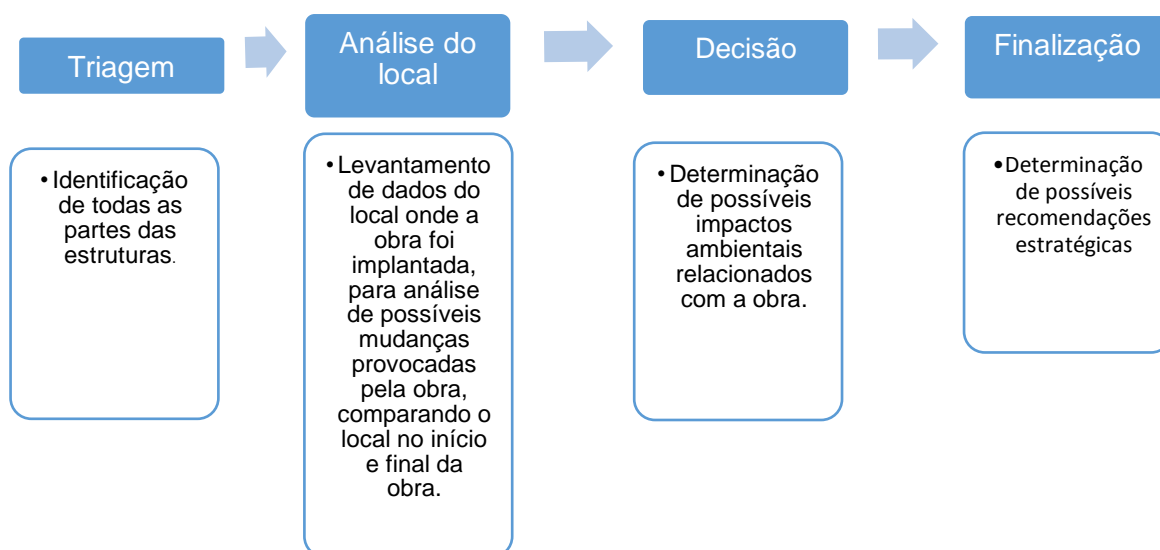 Triagem
• Identificação
de todas as
partes das
estruturas.
Análise do
local
• Levantamento
de dados do
local onde a
obra foi
implantada,
para análise
de possíveis
mudanças
provocadas
pela obra,
comparando o
local no início
e final da
obra.
Decisão
• Determinação
de possíveis
impactos
ambientais
relacionados
com a obra.
Finalização
•Determinação
de possíveis
recomendações
estratégicas